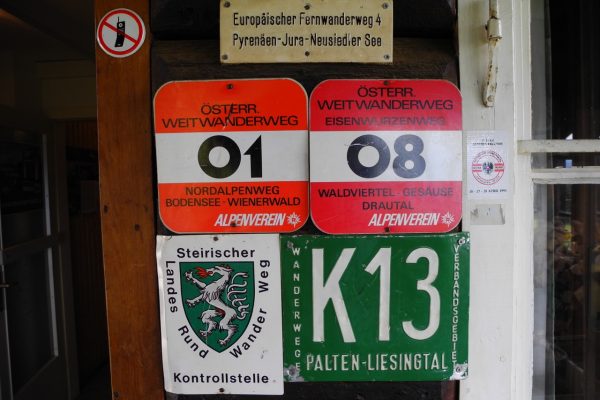 Europäischer Fernwanderweg 4
Pyrenäen-Jura-Neusiedler See
ÖSTERR.
WEITWANDERWEG
01
NORDALPENWEG
BODENSEE · WIENERWALD
ALPENVEREIN
ÖSTERR.
WEITWANDERWEG
EISENWURZENWEG
08
WALDVIERTEL · GESÄUSE
DRAUTAL
ALPENVEREIN
Steirischer
Landes Rund Wander Weg
Kontrollstelle
WANDERWEGE
K13
VERBANDSGEBIET
PALTEN-LIESINGTAL